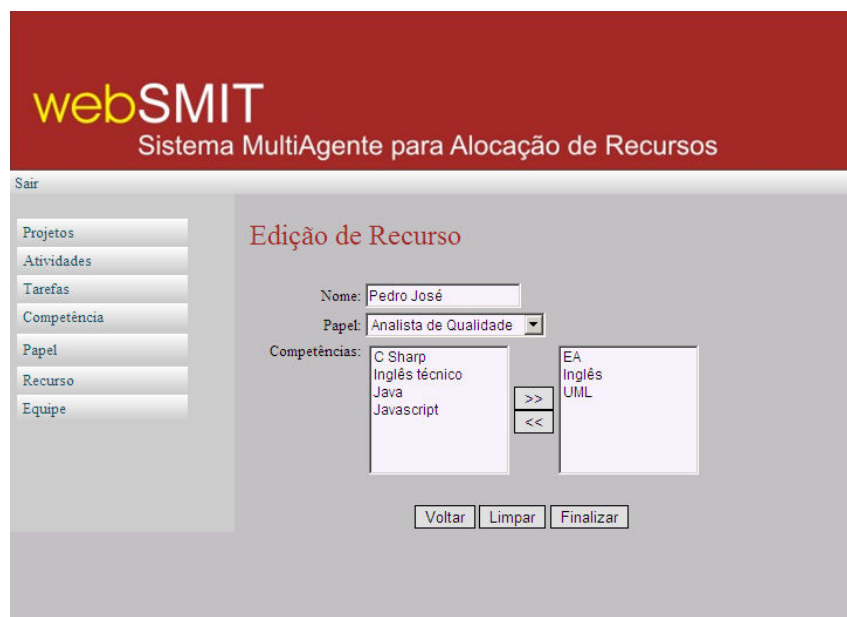 webSMIT
Sistema MultiAgente para Alocação de Recursos
Sair
Projetos
Atividades
Tarefas
Competência
Papel
Recurso
Equipe
Edição de Recurso
Nome: Pedro José
Papel: Analista de Qualidade
Competências:
C Sharp
Inglês técnico
Java
Javascript
>>
<<
EA
Inglês
UML
Voltar Limpar Finalizar